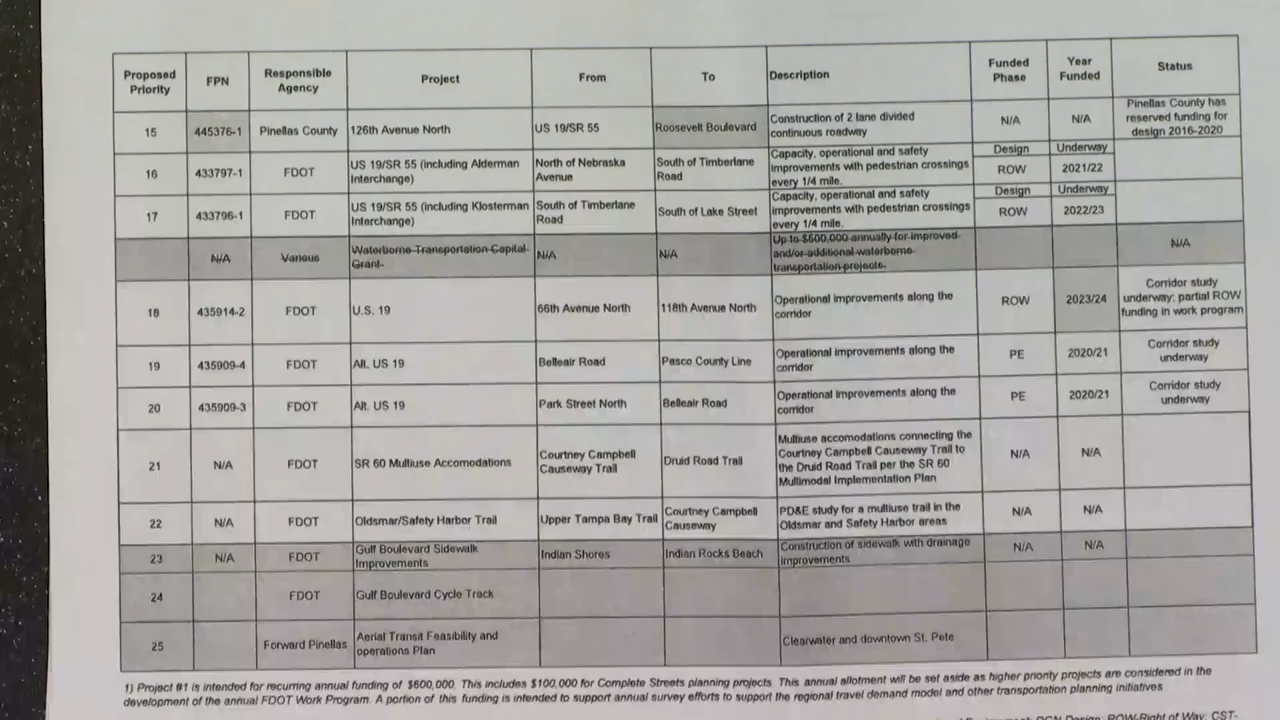 Proposed Priority FPN Responsible Agency Project From To Description Funded Phase Year Funded Status
15 445376-1 Pinellas County 126th Avenue North US 19/SR 55 Roosevelt Boulevard Construction of 2 lane divided continuous roadway N/A N/A Pinellas County has reserved funding for design 2016-2020
16 433797-1 FDOT US 19/SR 55 (including Alderman Interchange) North of Nebraska Avenue South of Timberlane Road Capacity, operational and safety improvements with pedestrian crossings every 1/4 mile. Design Underway ROW 2021/22
17 433796-1 FDOT US 19/SR 55 (including Klosterman Interchange) South of Timberlane Road South of Lake Street Capacity, operational and safety improvements with pedestrian crossings every 1/4 mile. Design Underway ROW 2022/23
N/A Various Waterborne Transportation Capital Grant N/A N/A Up to $600,000 annually for improved and/or additional waterborne transportation projects. N/A
18 435914-2 FDOT U.S. 19 66th Avenue North 118th Avenue North Operational improvements along the corridor ROW 2023/24 Corridor study underway; partial ROW funding in work program
19 435909-4 FDOT Alt. US 19 Belleair Road Pasco County Line Operational improvements along the corridor PE 2020/21 Corridor study underway
20 435909-3 FDOT Alt. US 19 Park Street North Belleair Road Operational improvements along the corridor PE 2020/21 Corridor study underway
21 N/A FDOT SR 60 Multiuse Accomodations Courtney Campbell Causeway Trail Druid Road Trail Multiuse accomodations connecting the Courtney Campbell Causeway Trail to the Druid Road Trail per the SR 60 Multimodal Implementation Plan N/A N/A
22 N/A FDOT Oldsmar/Safety Harbor Trail Upper Tampa Bay Trail Courtney Campbell Causeway PD&E study for a multiuse trail in the Oldsmar and Safety Harbor areas N/A N/A
23 N/A FDOT Gulf Boulevard Sidewalk Improvements Indian Shores Indian Rocks Beach Construction of sidewalk with drainage improvements N/A N/A
24 FDOT Gulf Boulevard Cycle Track
25 Forward Pinellas Aerial Transit Feasibility and operations Plan Clearwater and downtown St. Pete
1) Project #1 is intended for recurring annual funding of $600,000. This includes $100,000 for Complete Streets planning projects. This annual allotment will be set aside as higher priority projects are considered in the
development of the annual FDOT Work Program. A portion of this funding is intended to support annual survey efforts to support the regional travel demand model and other transportation planning initiatives
Design; ROW-Right of Way, CST-